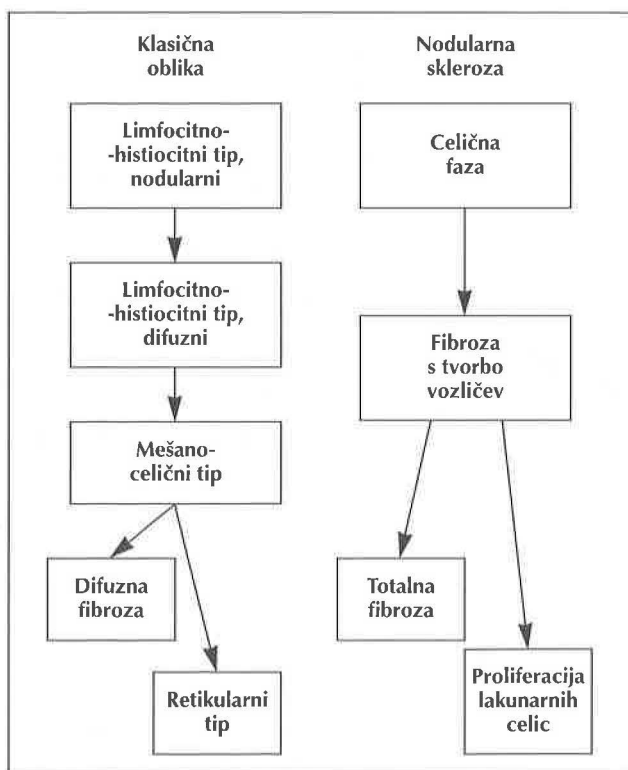 Klasična
oblika
Limfocitno-
-histiocitni tip,
nodularni
Limfocitno-
-histiocitni tip,
difuzni
Mešano-
celični tip
Difuzna
fibroza
Retikularni
tip
Nodularna
skleroza
Celična
faza
Fibroza
s tvorbo
vozličev
Totalna
fibroza
Proliferacija
lakunarnih
celic